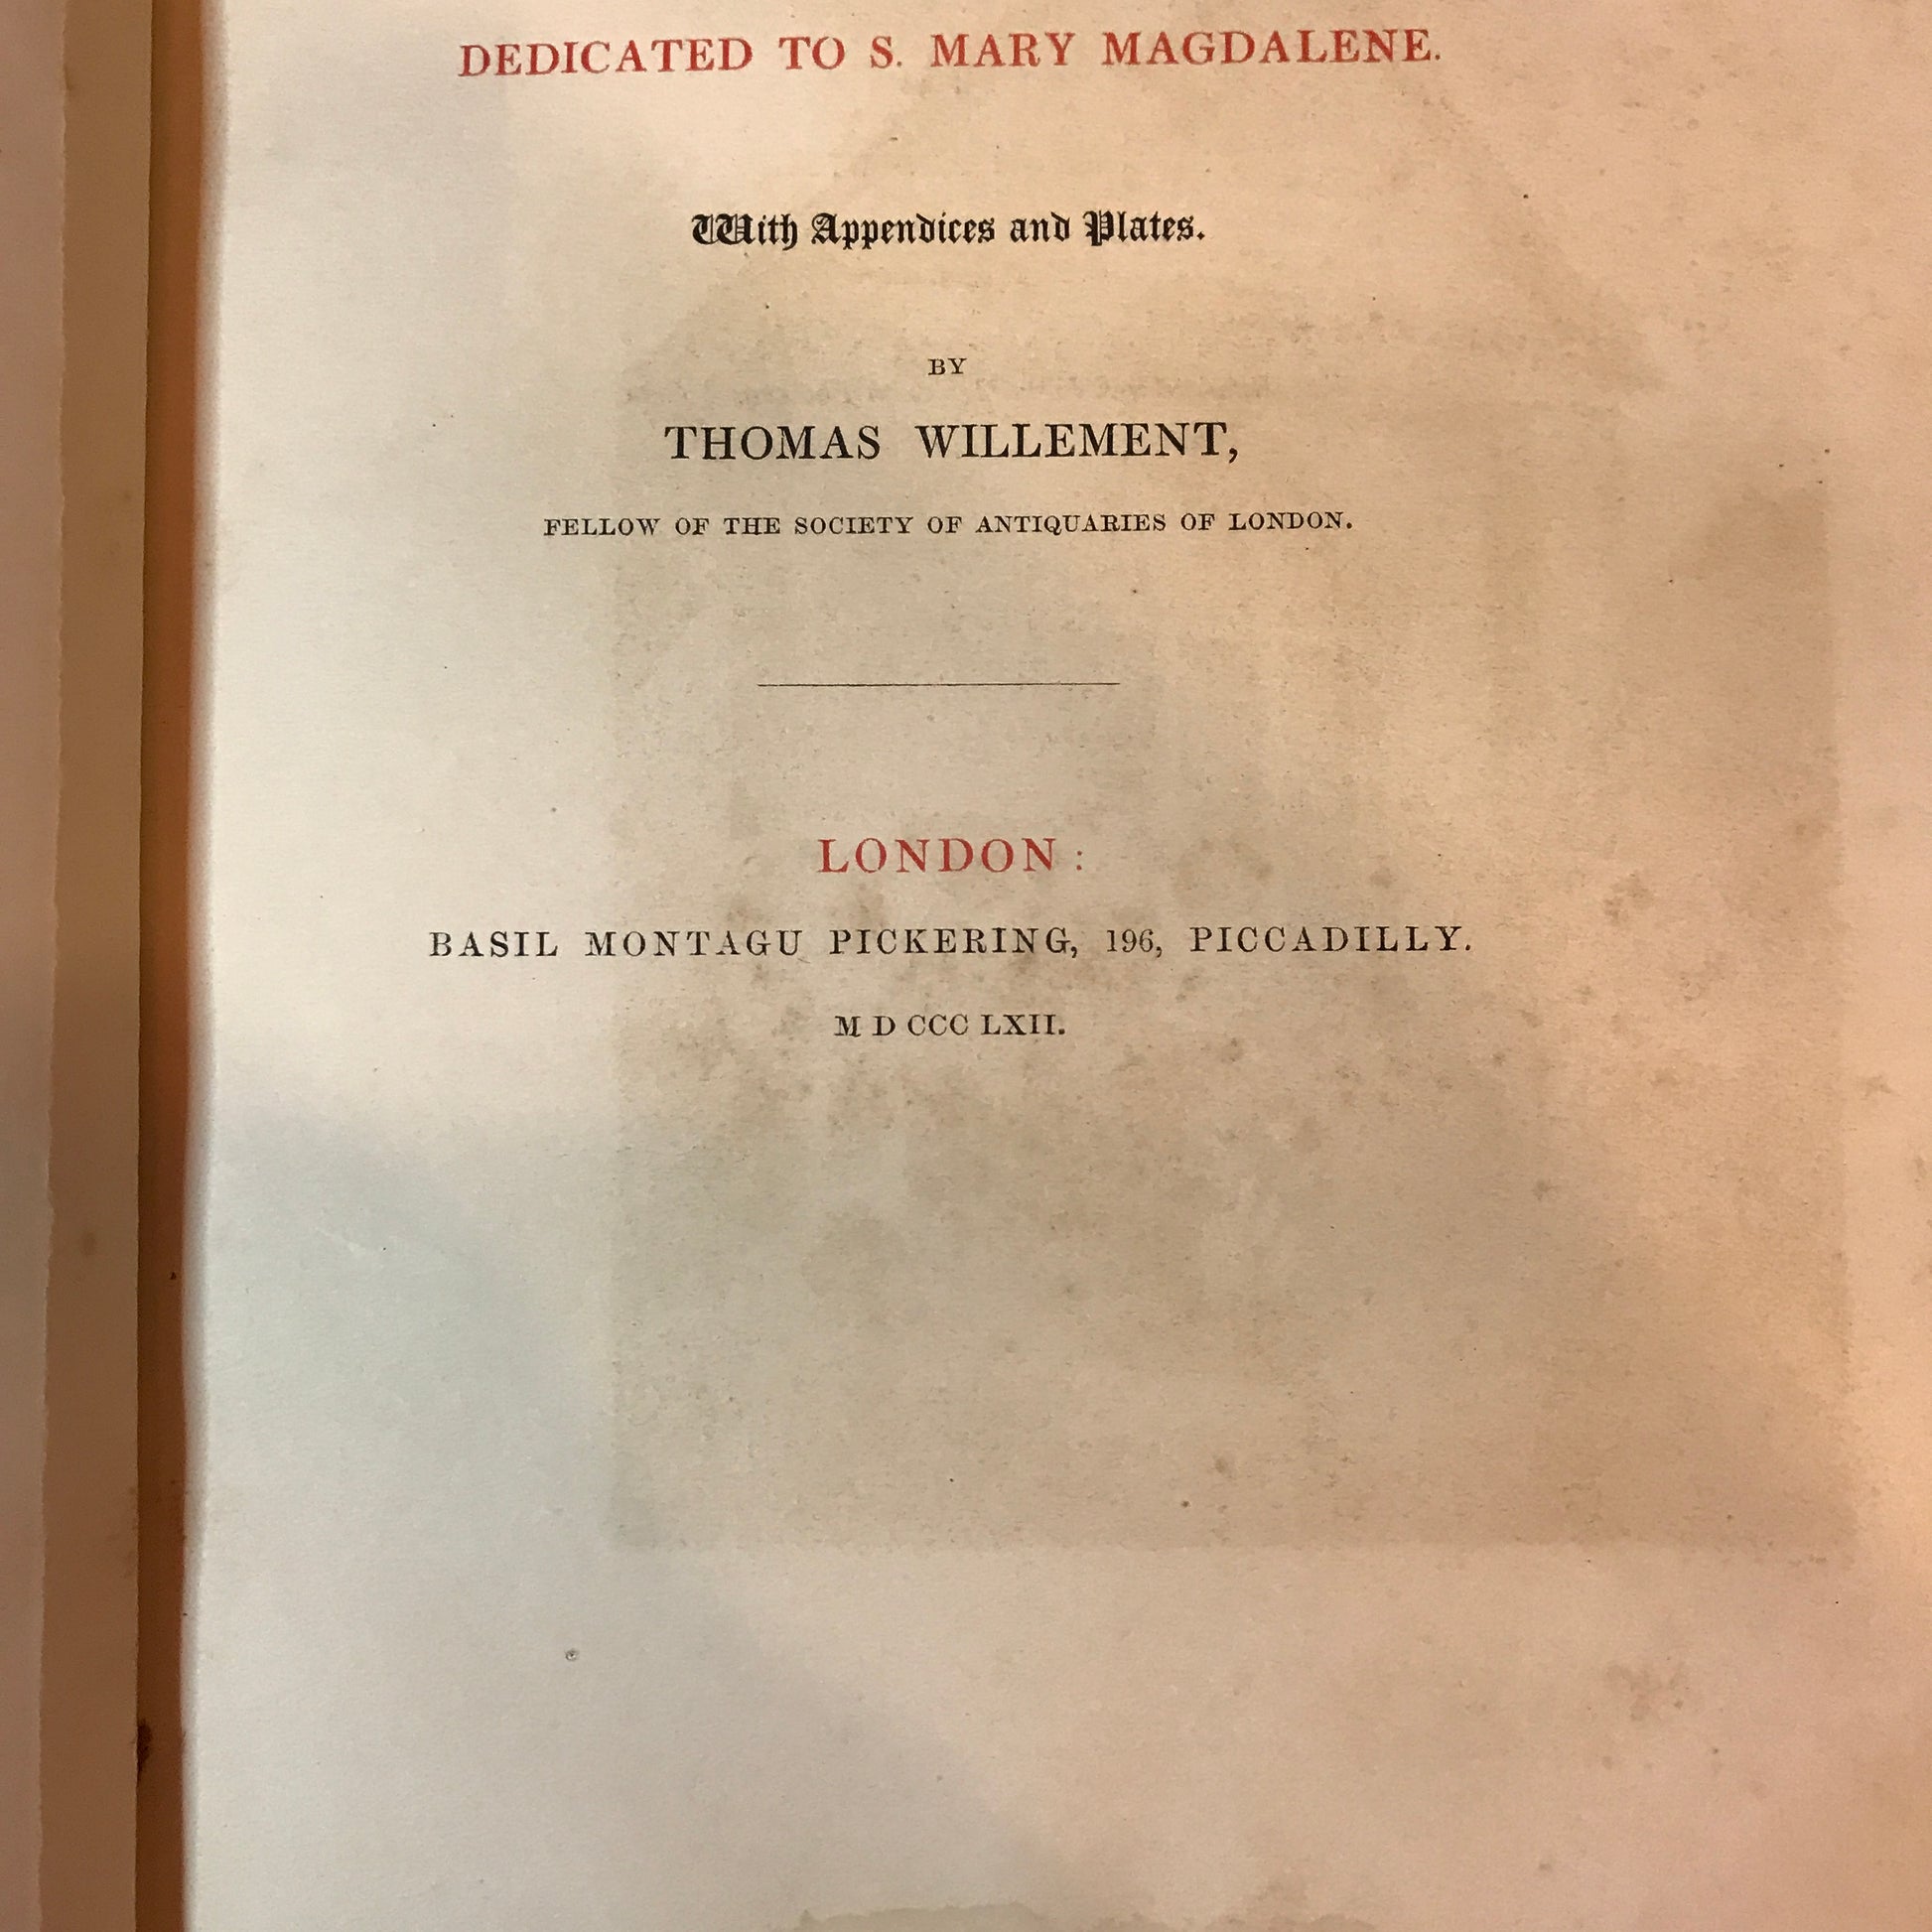 DEDICATED TO S. MARY MAGDALENE.
With Appendices and Plates.
BY
THOMAS WILLEMENT,
FELLOW OF THE SOCIETY OF ANTIQUARIES OF LONDON.
LONDON:
BASIL MONTAGU PICKERING, 196, PICCADILLY.
M D CCC LXII.